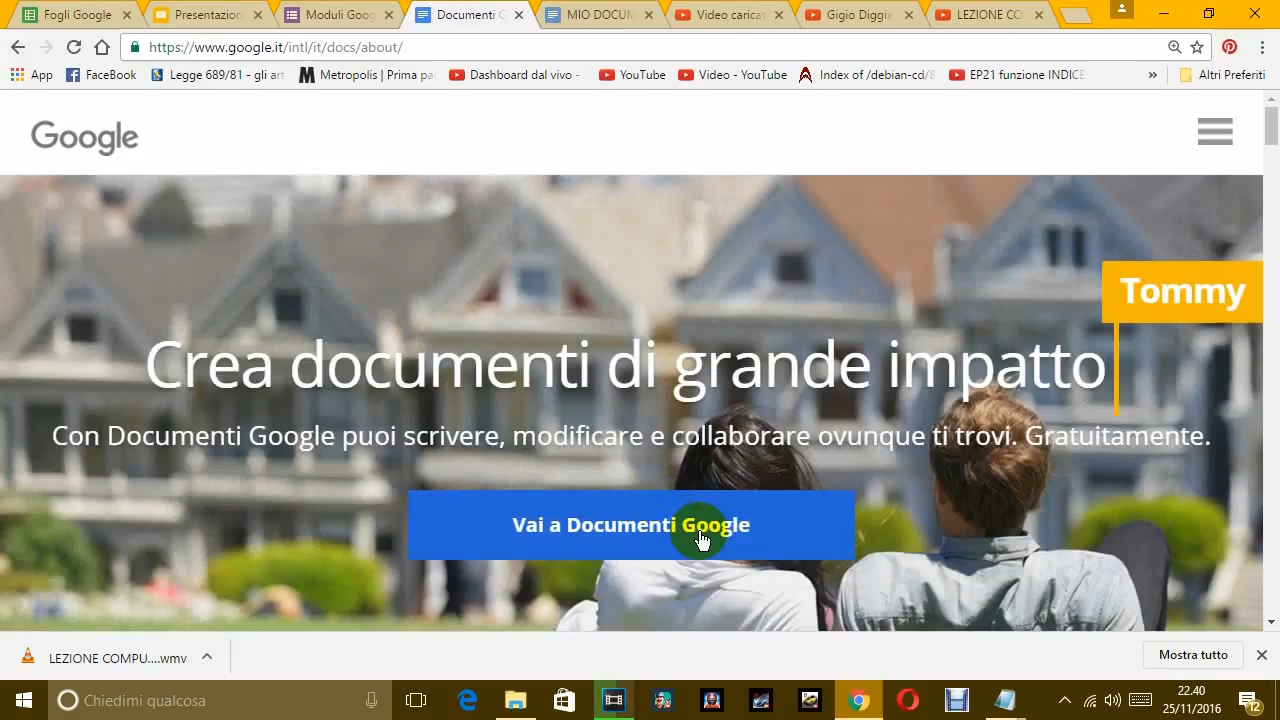 Fogli Google
Presentazion
Moduli Goog
Documenti G
MIO DOCUM
Video caricat
Gigio Diggix
LEZIONE CO
https://www.google.it/intl/it/docs/about/
App
FaceBook
Legge 689/81 - gli art
Metropolis | Prima pa
Dashboard dal vivo -
YouTube
Video - YouTube
Index of /debian-cd/8
EP21 funzione INDICE
»
Altri Preferiti
Google
Tommy
Crea documenti di grande impatto
Con Documenti Google puoi scrivere, modificare e collaborare ovunque ti trovi. Gratuitamente.
Vai a Documenti Google
LEZIONE COMPU....wmv
Mostra tutto
Chiedimi qualcosa
22.40
25/11/2016
12